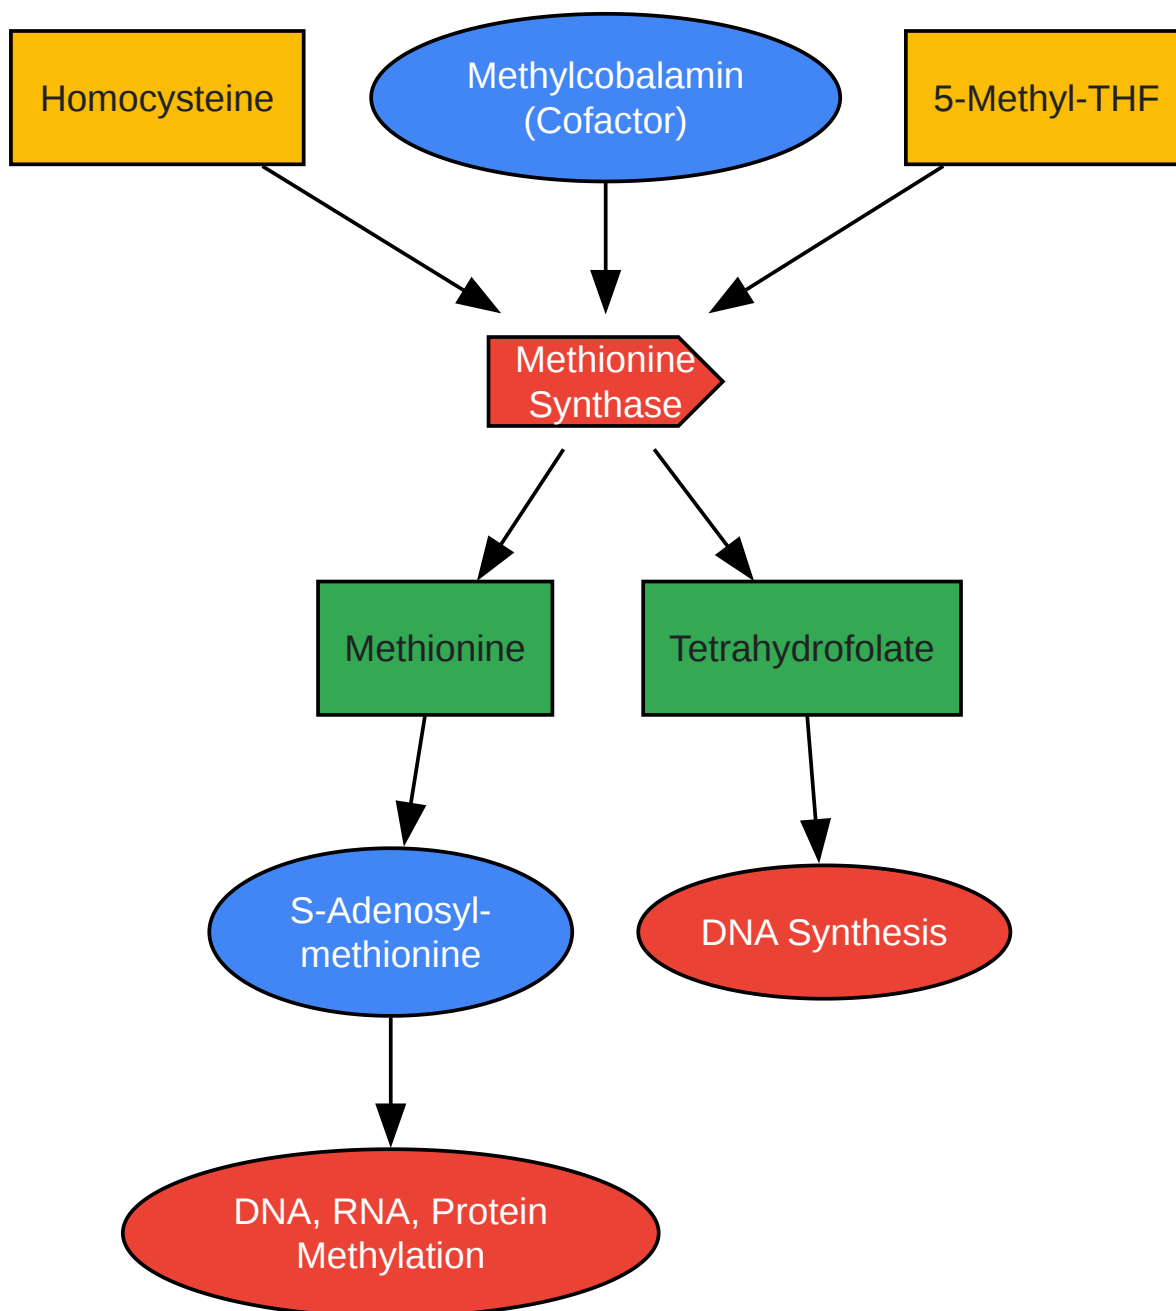 Homocysteine
Methylcobalamin
(Cofactor)
5-Methyl-THF
Methionine
Synthase
Methionine
Tetrahydrofolate
S-Adenosyl-
methionine
DNA Synthesis
DNA, RNA, Protein
Methylation